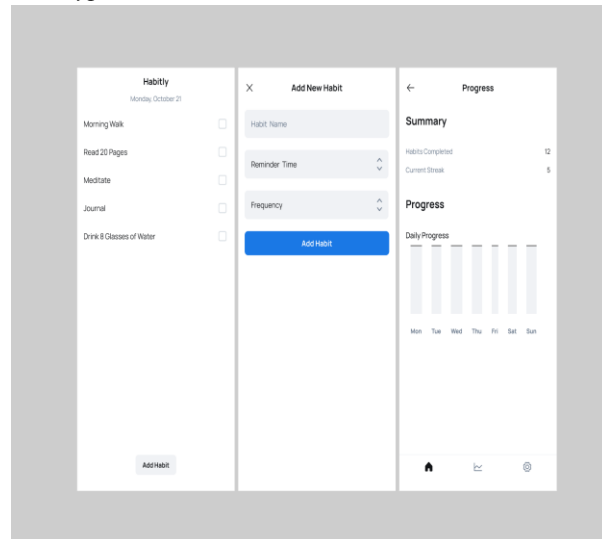 Habitly
Monday, October 21
Morning Walk
Read 20 Pages
Meditate
Journal
Drink 8 Glasses of Water
Add Habit
X Add New Habit
Habit Name
Reminder Time
Frequency
Add Habit
Progress
Summary
Habits Completed 12
Current Streak 5
Progress
Daily Progress
Mon Tue Wed Thu Fri Sat Sun